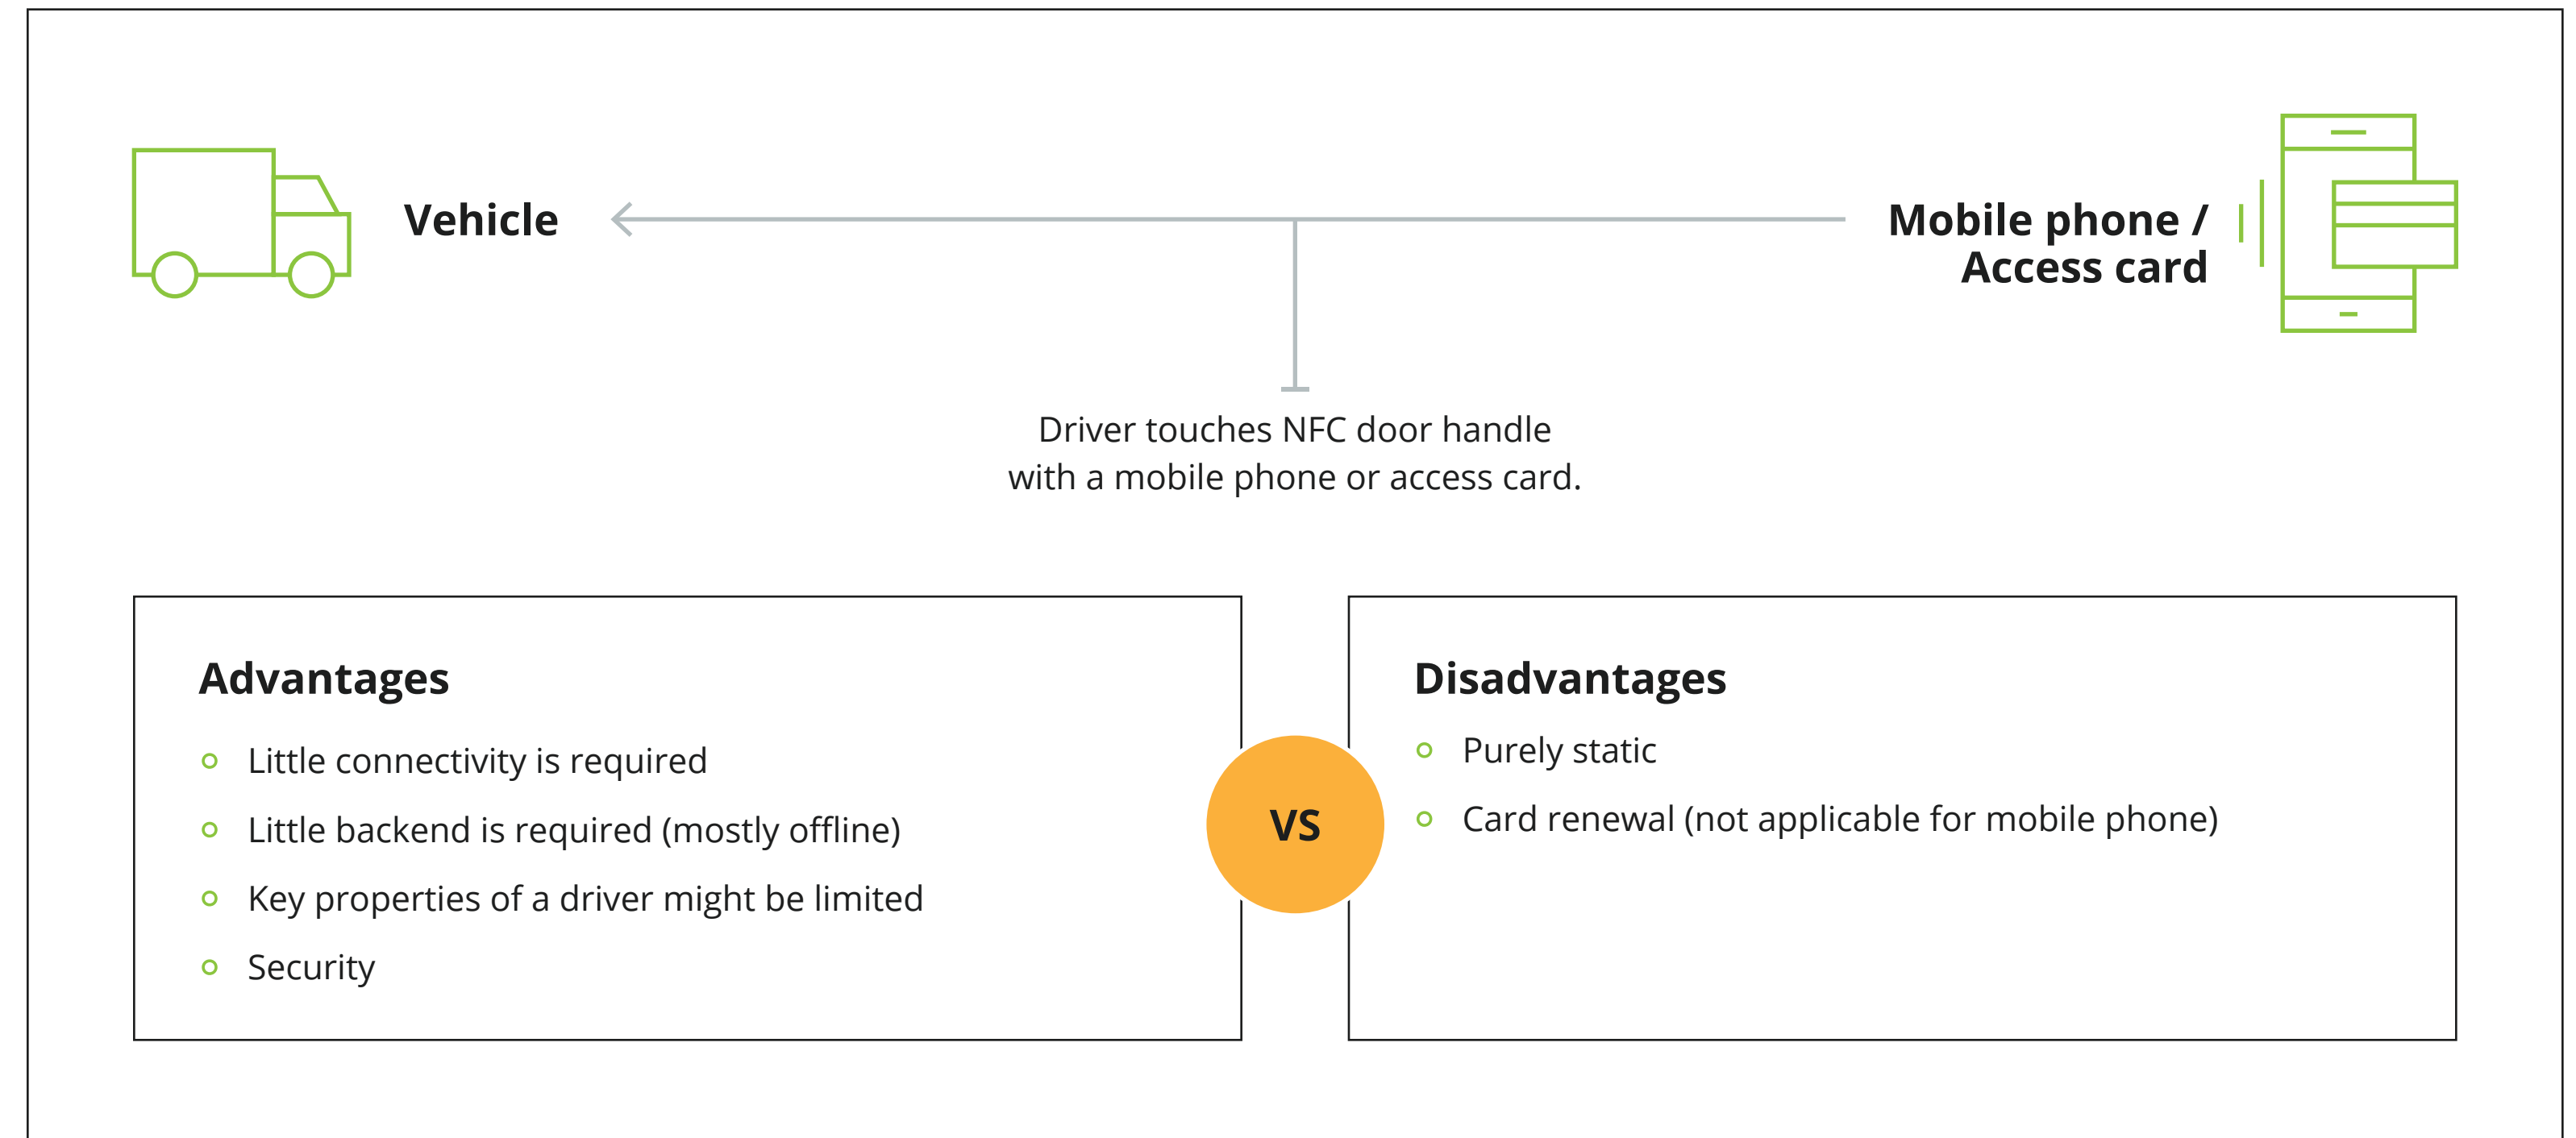 Vehicle
Mobile phone /
Access card
Driver touches NFC door handle
with a mobile phone or access card.
Advantages
Little connectivity is required
Little backend is required (mostly offline)
Key properties of a driver might be limited
Security
VS
Disadvantages
Purely static
Card renewal (not applicable for mobile phone)